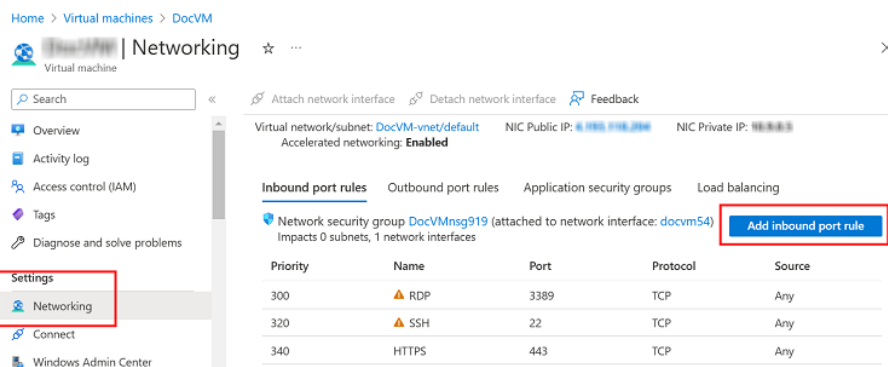 Home > Virtual machines > DocVM
| Networking
Virtual machine
Search
Overview
Activity log
Access control (IAM)
Tags
Diagnose and solve problems
Settings
Networking
Connect
Windows Admin Center
Attach network interface Detach network interface Feedback
Virtual network/subnet: DocVM-vnet/default NIC Public IP: NIC Private IP:
Accelerated networking: Enabled
Inbound port rules Outbound port rules Application security groups Load balancing
Network security group DocVMnsg919 (attached to network interface: docvm54)
Impacts 0 subnets, 1 network interfaces
Add inbound port rule
Priority Name Port Protocol Source
300 RDP 3389 TCP Any
320 SSH 22 TCP Any
340 HTTPS 443 TCP Any